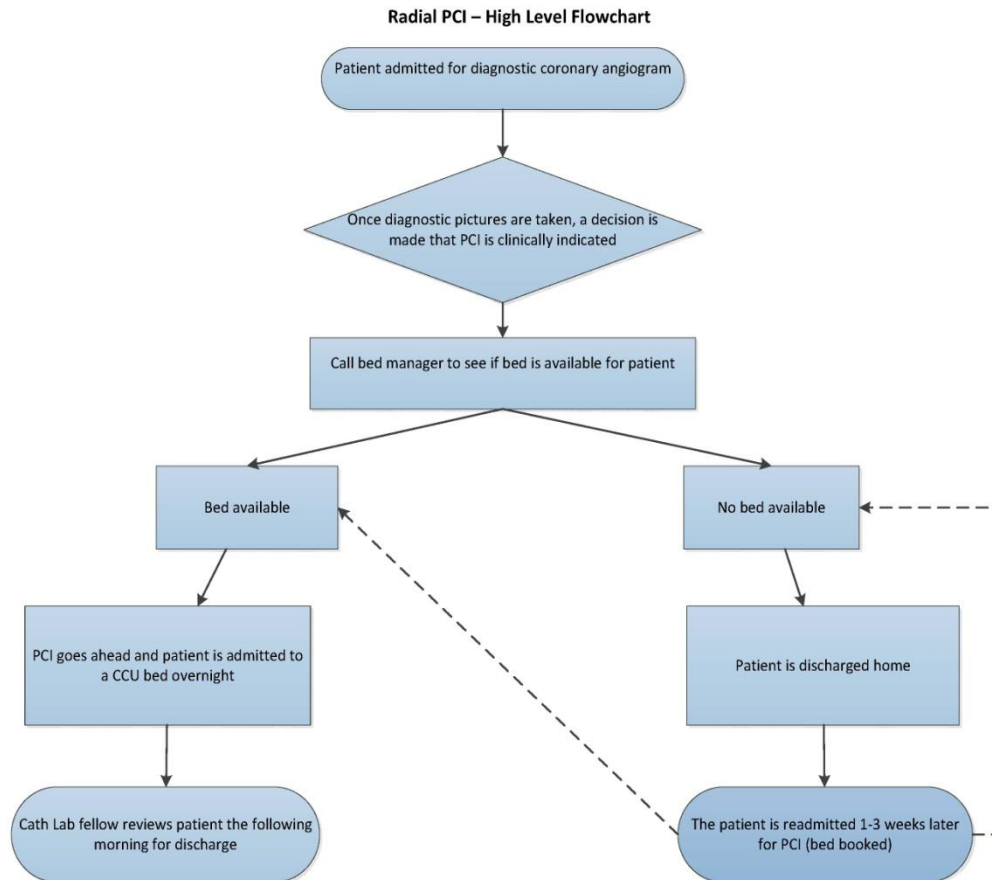 Radial PCI – High Level Flowchart
Patient admitted for diagnostic coronary angiogram
Once diagnostic pictures are taken, a decision is
made that PCI is clinically indicated
Call bed manager to see if bed is available for patient
Bed available
No bed available
PCI goes ahead and patient is admitted to
a CCU bed overnight
Patient is discharged home
Cath Lab fellow reviews patient the following
morning for discharge
The patient is readmitted 1-3 weeks later
for PCI (bed booked)